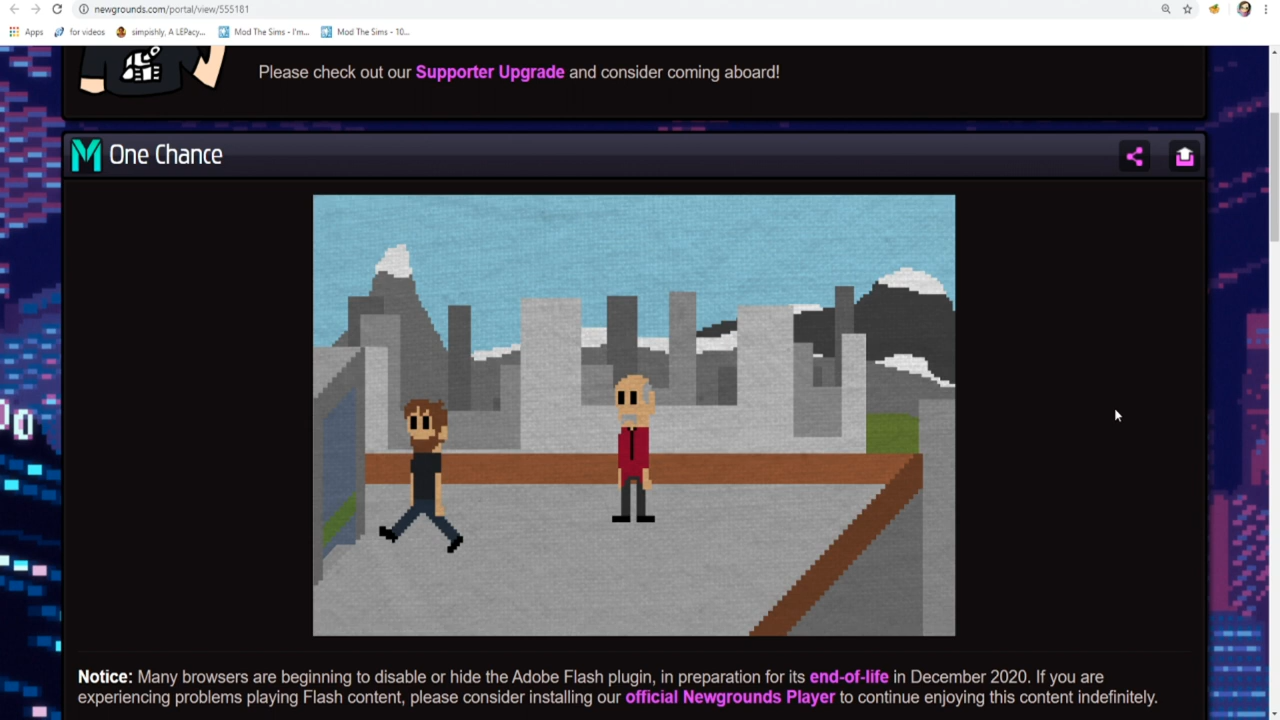 newgrounds.com/portal/view/555181
Apps for videos simpishly, A LEPacy... Mod The Sims - I'm... Mod The Sims - 10...
Please check out our Supporter Upgrade and consider coming aboard!
One Chance
Notice: Many browsers are beginning to disable or hide the Adobe Flash plugin, in preparation for its end-of-life in December 2020. If you are
experiencing problems playing Flash content, please consider installing our official Newgrounds Player to continue enjoying this content indefinitely.